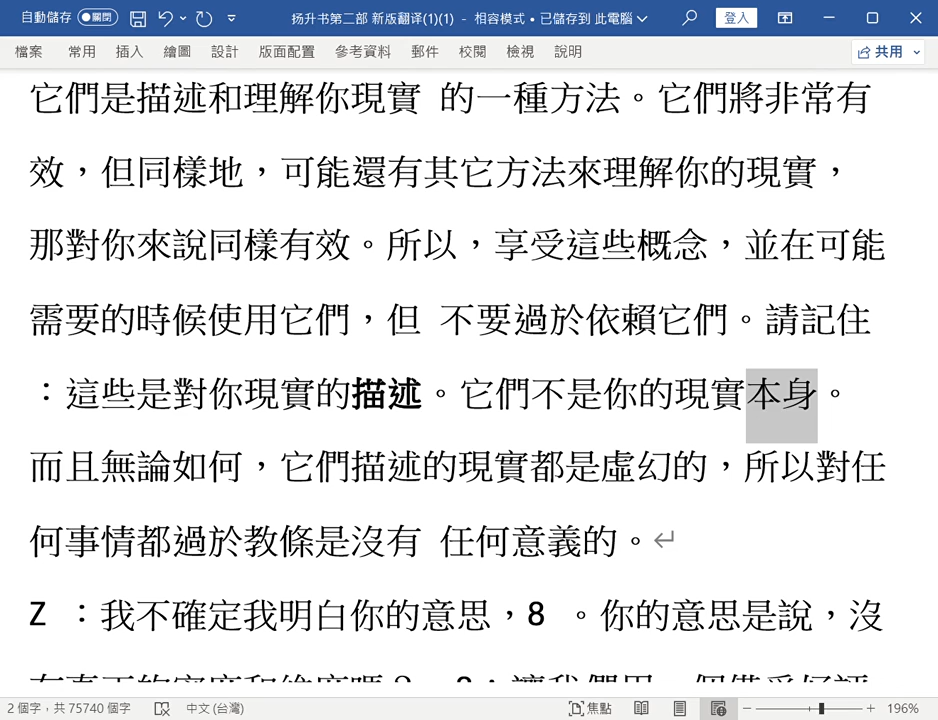 自動儲存 關閉 扬升书第二部 新版翻译(1)(1) - 相容模式 • 已儲存到 此電腦 登入
檔案 常用 插入 繪圖 設計 版面配置 參考資料 郵件 校閱 檢視 說明 共用
它們是描述和理解你現實 的一種方法。它們將非常有
效，但同樣地，可能還有其它方法來理解你的現實，
那對你來說同樣有效。所以，享受這些概念，並在可能
需要的時候使用它們，但 不要過於依賴它們。請記住
：這些是對你現實的描述。它們不是你的現實本身。
而且無論如何，它們描述的現實都是虛幻的，所以對任
何事情都過於教條是沒有 任何意義的。
Z ：我不確定我明白你的意思，8 。你的意思是說，沒
2 個字，共 75740 個字 中文 (台灣) 焦點 196%